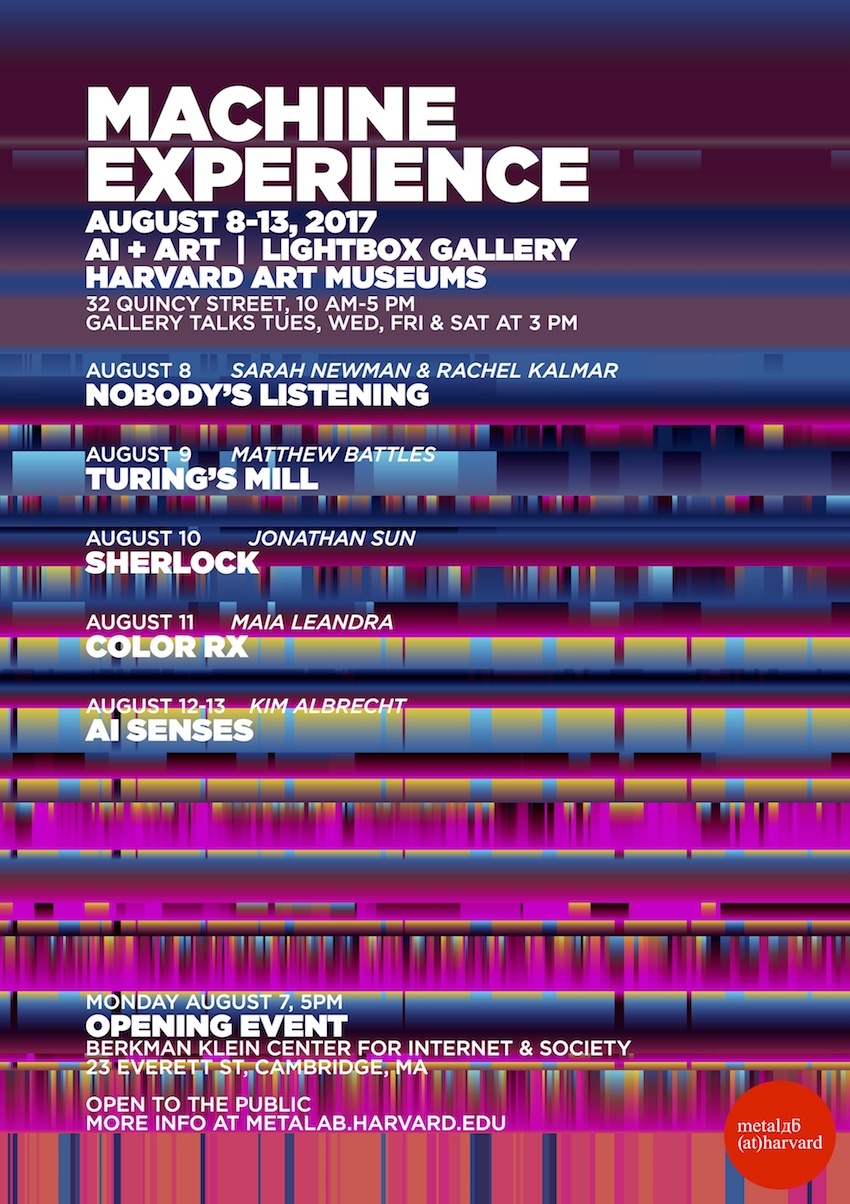 MACHINE
EXPERIENCE
AUGUST 8-13, 2017
AI + ART | LIGHTBOX GALLERY
HARVARD ART MUSEUMS
32 QUINCY STREET, 10 AM-5 PM
GALLERY TALKS TUES, WED, FRI & SAT AT 3 PM
AUGUST 8 SARAH NEWMAN & RACHEL KALMAR
NOBODY'S LISTENING
AUGUST 9 MATTHEW BATTLES
TURING'S MILL
AUGUST 10 JONATHAN SUN
SHERLOCK
AUGUST 11 MAIA LEANDRA
COLOR RX
AUGUST 12-13 KIM ALBRECHT
AI SENSES
MONDAY AUGUST 7, 5PM
OPENING EVENT
BERKMAN KLEIN CENTER FOR INTERNET & SOCIETY
23 EVERETT ST, CAMBRIDGE, MA
OPEN TO THE PUBLIC
MORE INFO AT METALAB.HARVARD.EDU
metalдб
(at)harvard